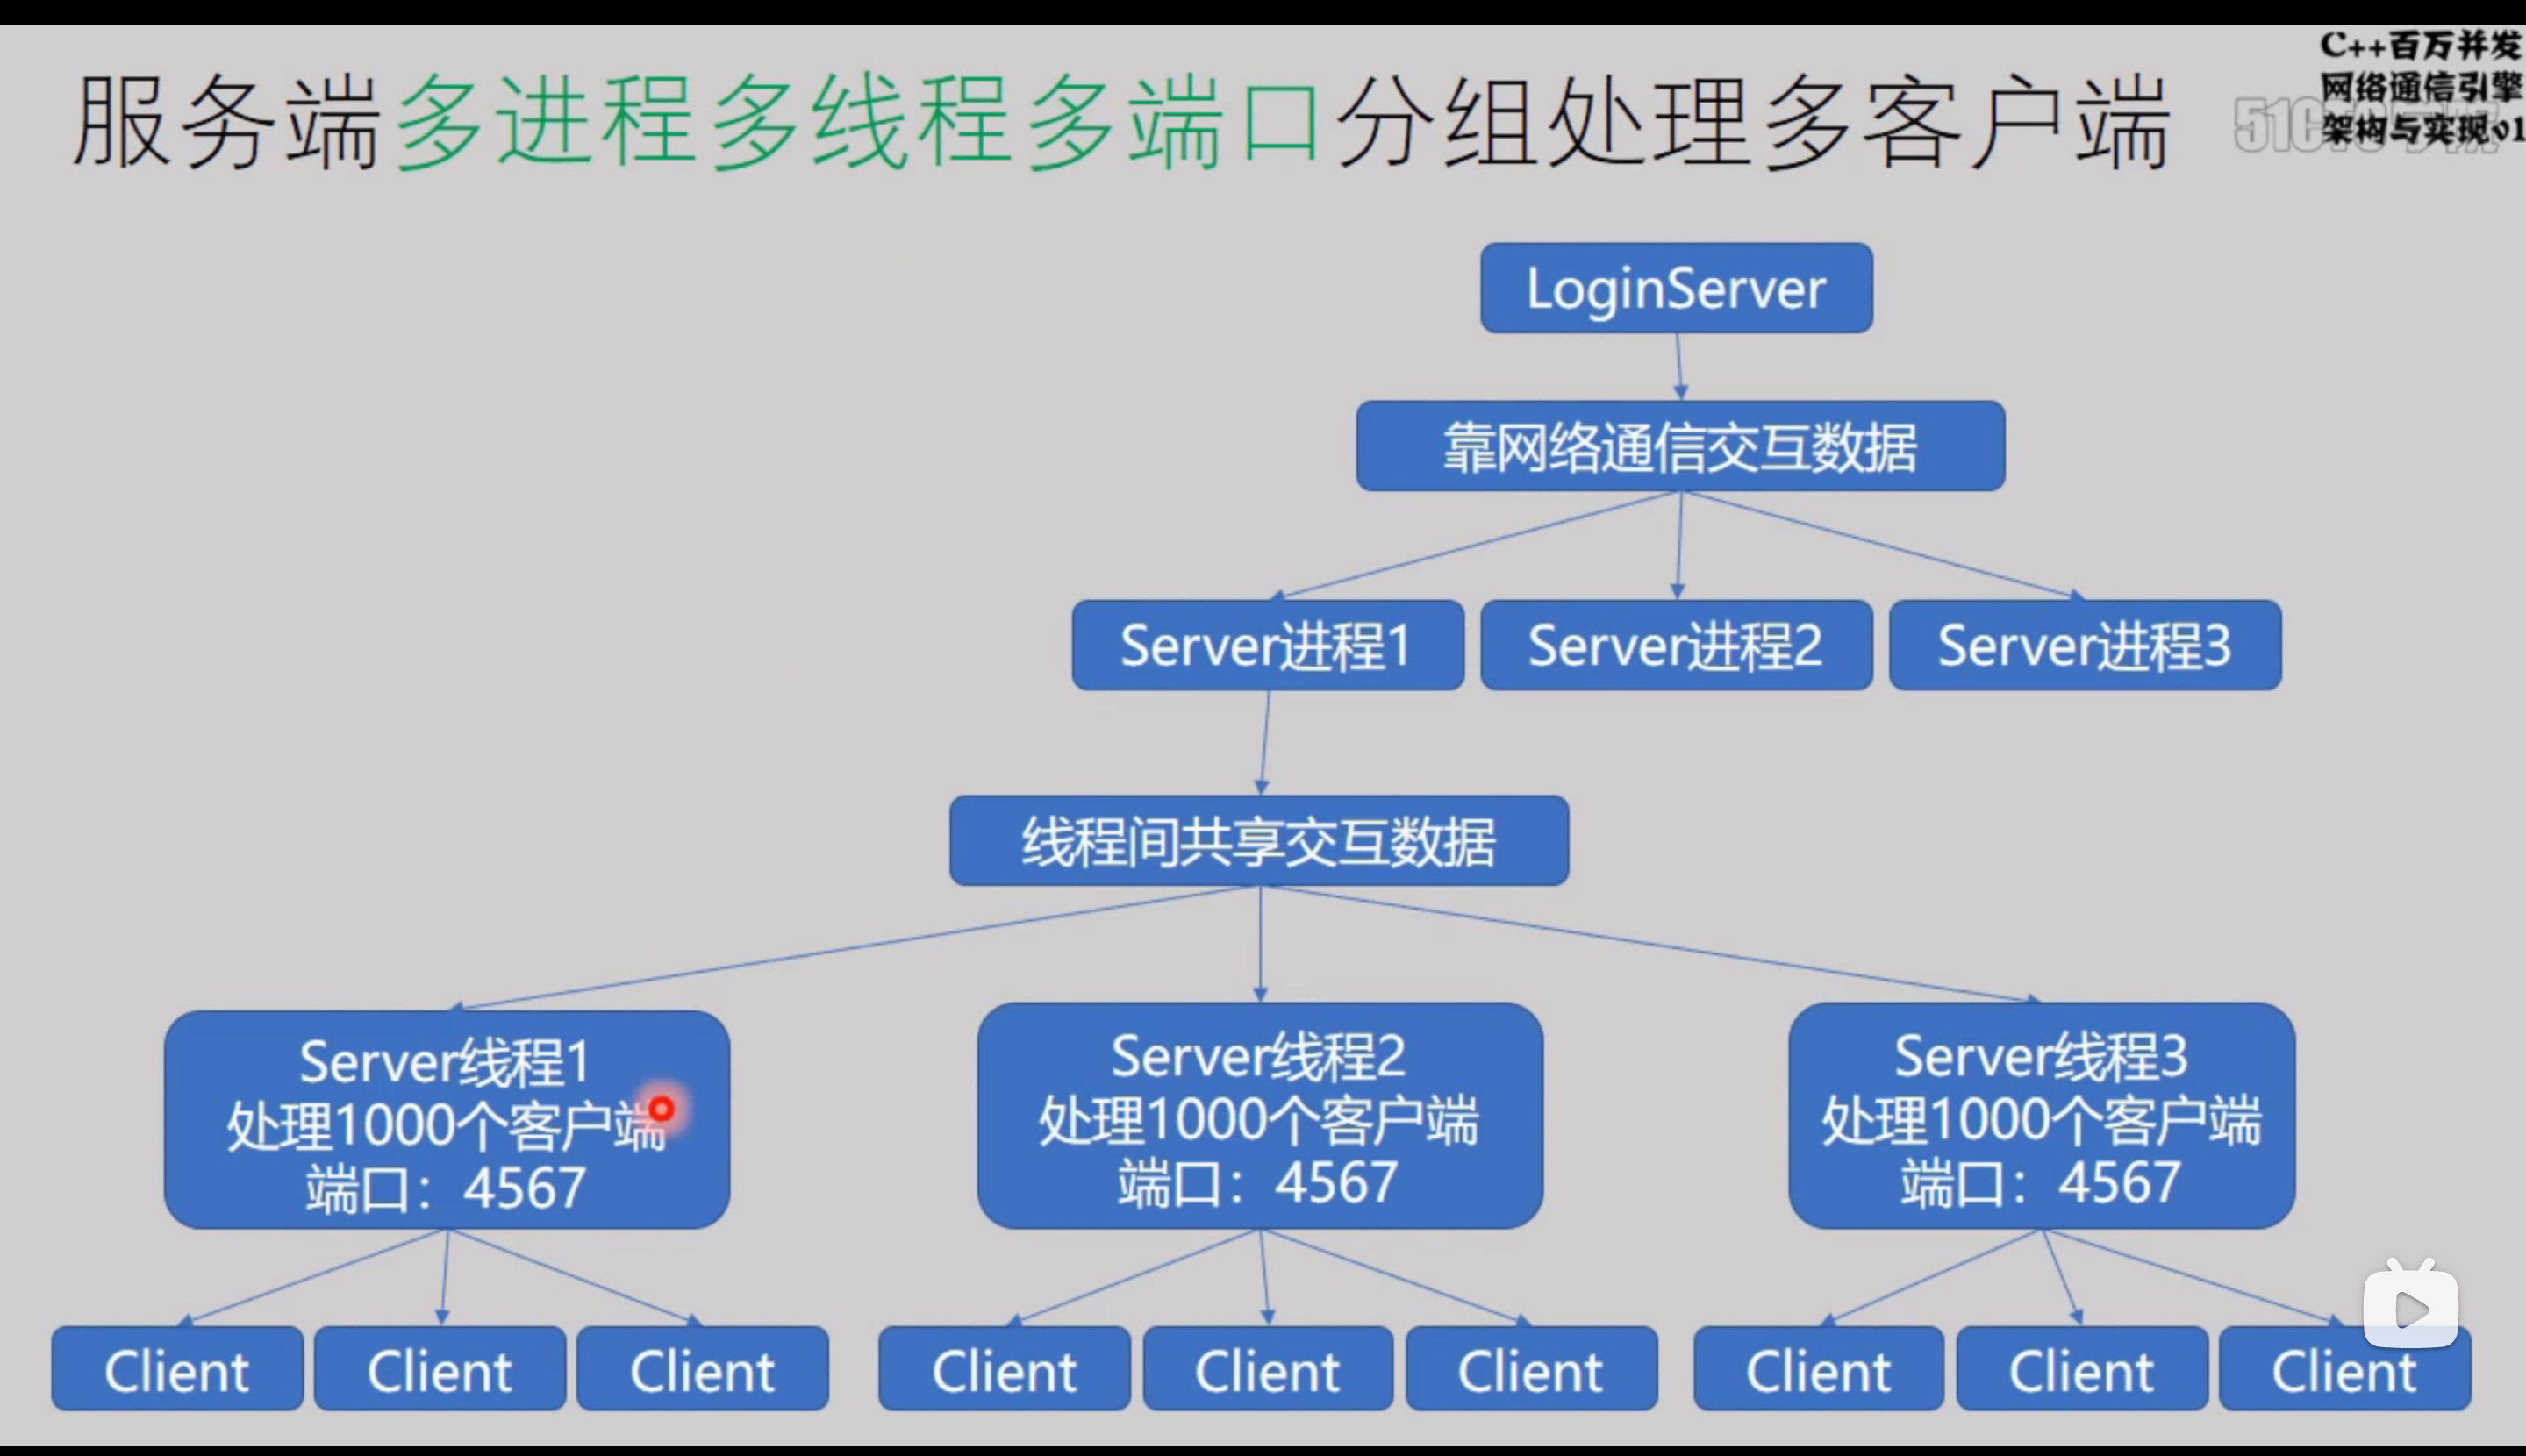 服务端多进程多线程多端口分组处理多客户端
C++百万并发
网络通信引擎
架构与实现v1
LoginServer
靠网络通信交互数据
Server进程1
Server进程2
Server进程3
线程间共享交互数据
Server线程1
处理1000个客户端
端口：4567
Server线程2
处理1000个客户端
端口：4567
Server线程3
处理1000个客户端
端口：4567
Client
Client
Client
Client
Client
Client
Client
Client
Client